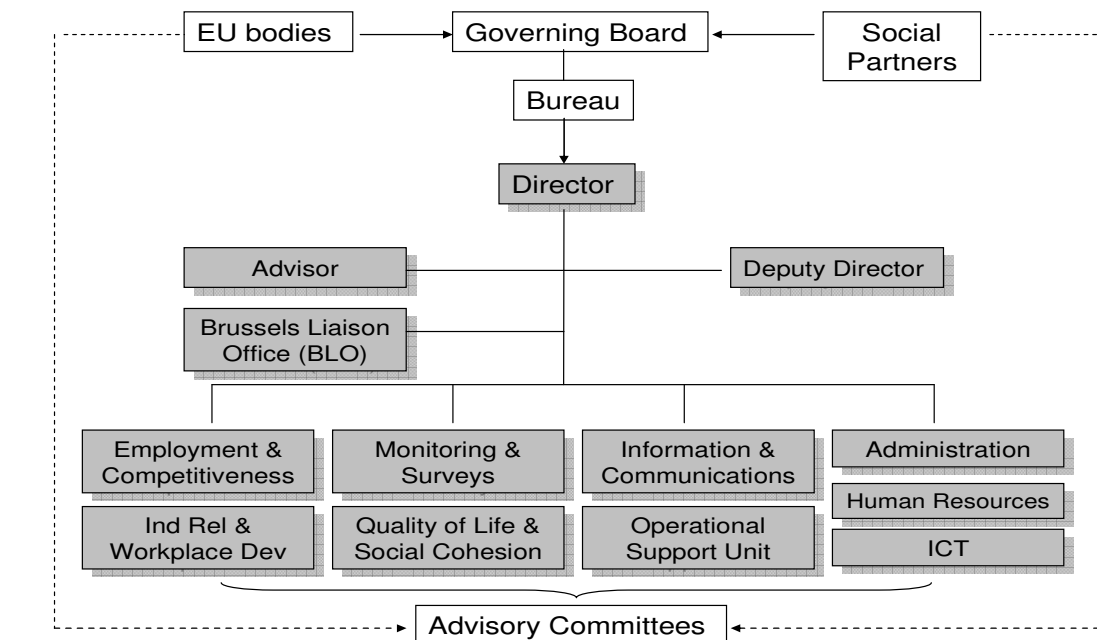 EU bodies
Governing Board
Social
Partners
Bureau
Director
Advisor
Deputy Director
Brussels Liaison
Office (BLO)
Employment &
Competitiveness
Monitoring &
Surveys
Information &
Communications
Administration
Human Resources
Ind Rel &
Workplace Dev
Quality of Life &
Social Cohesion
Operational
Support Unit
ICT
Advisory Committees